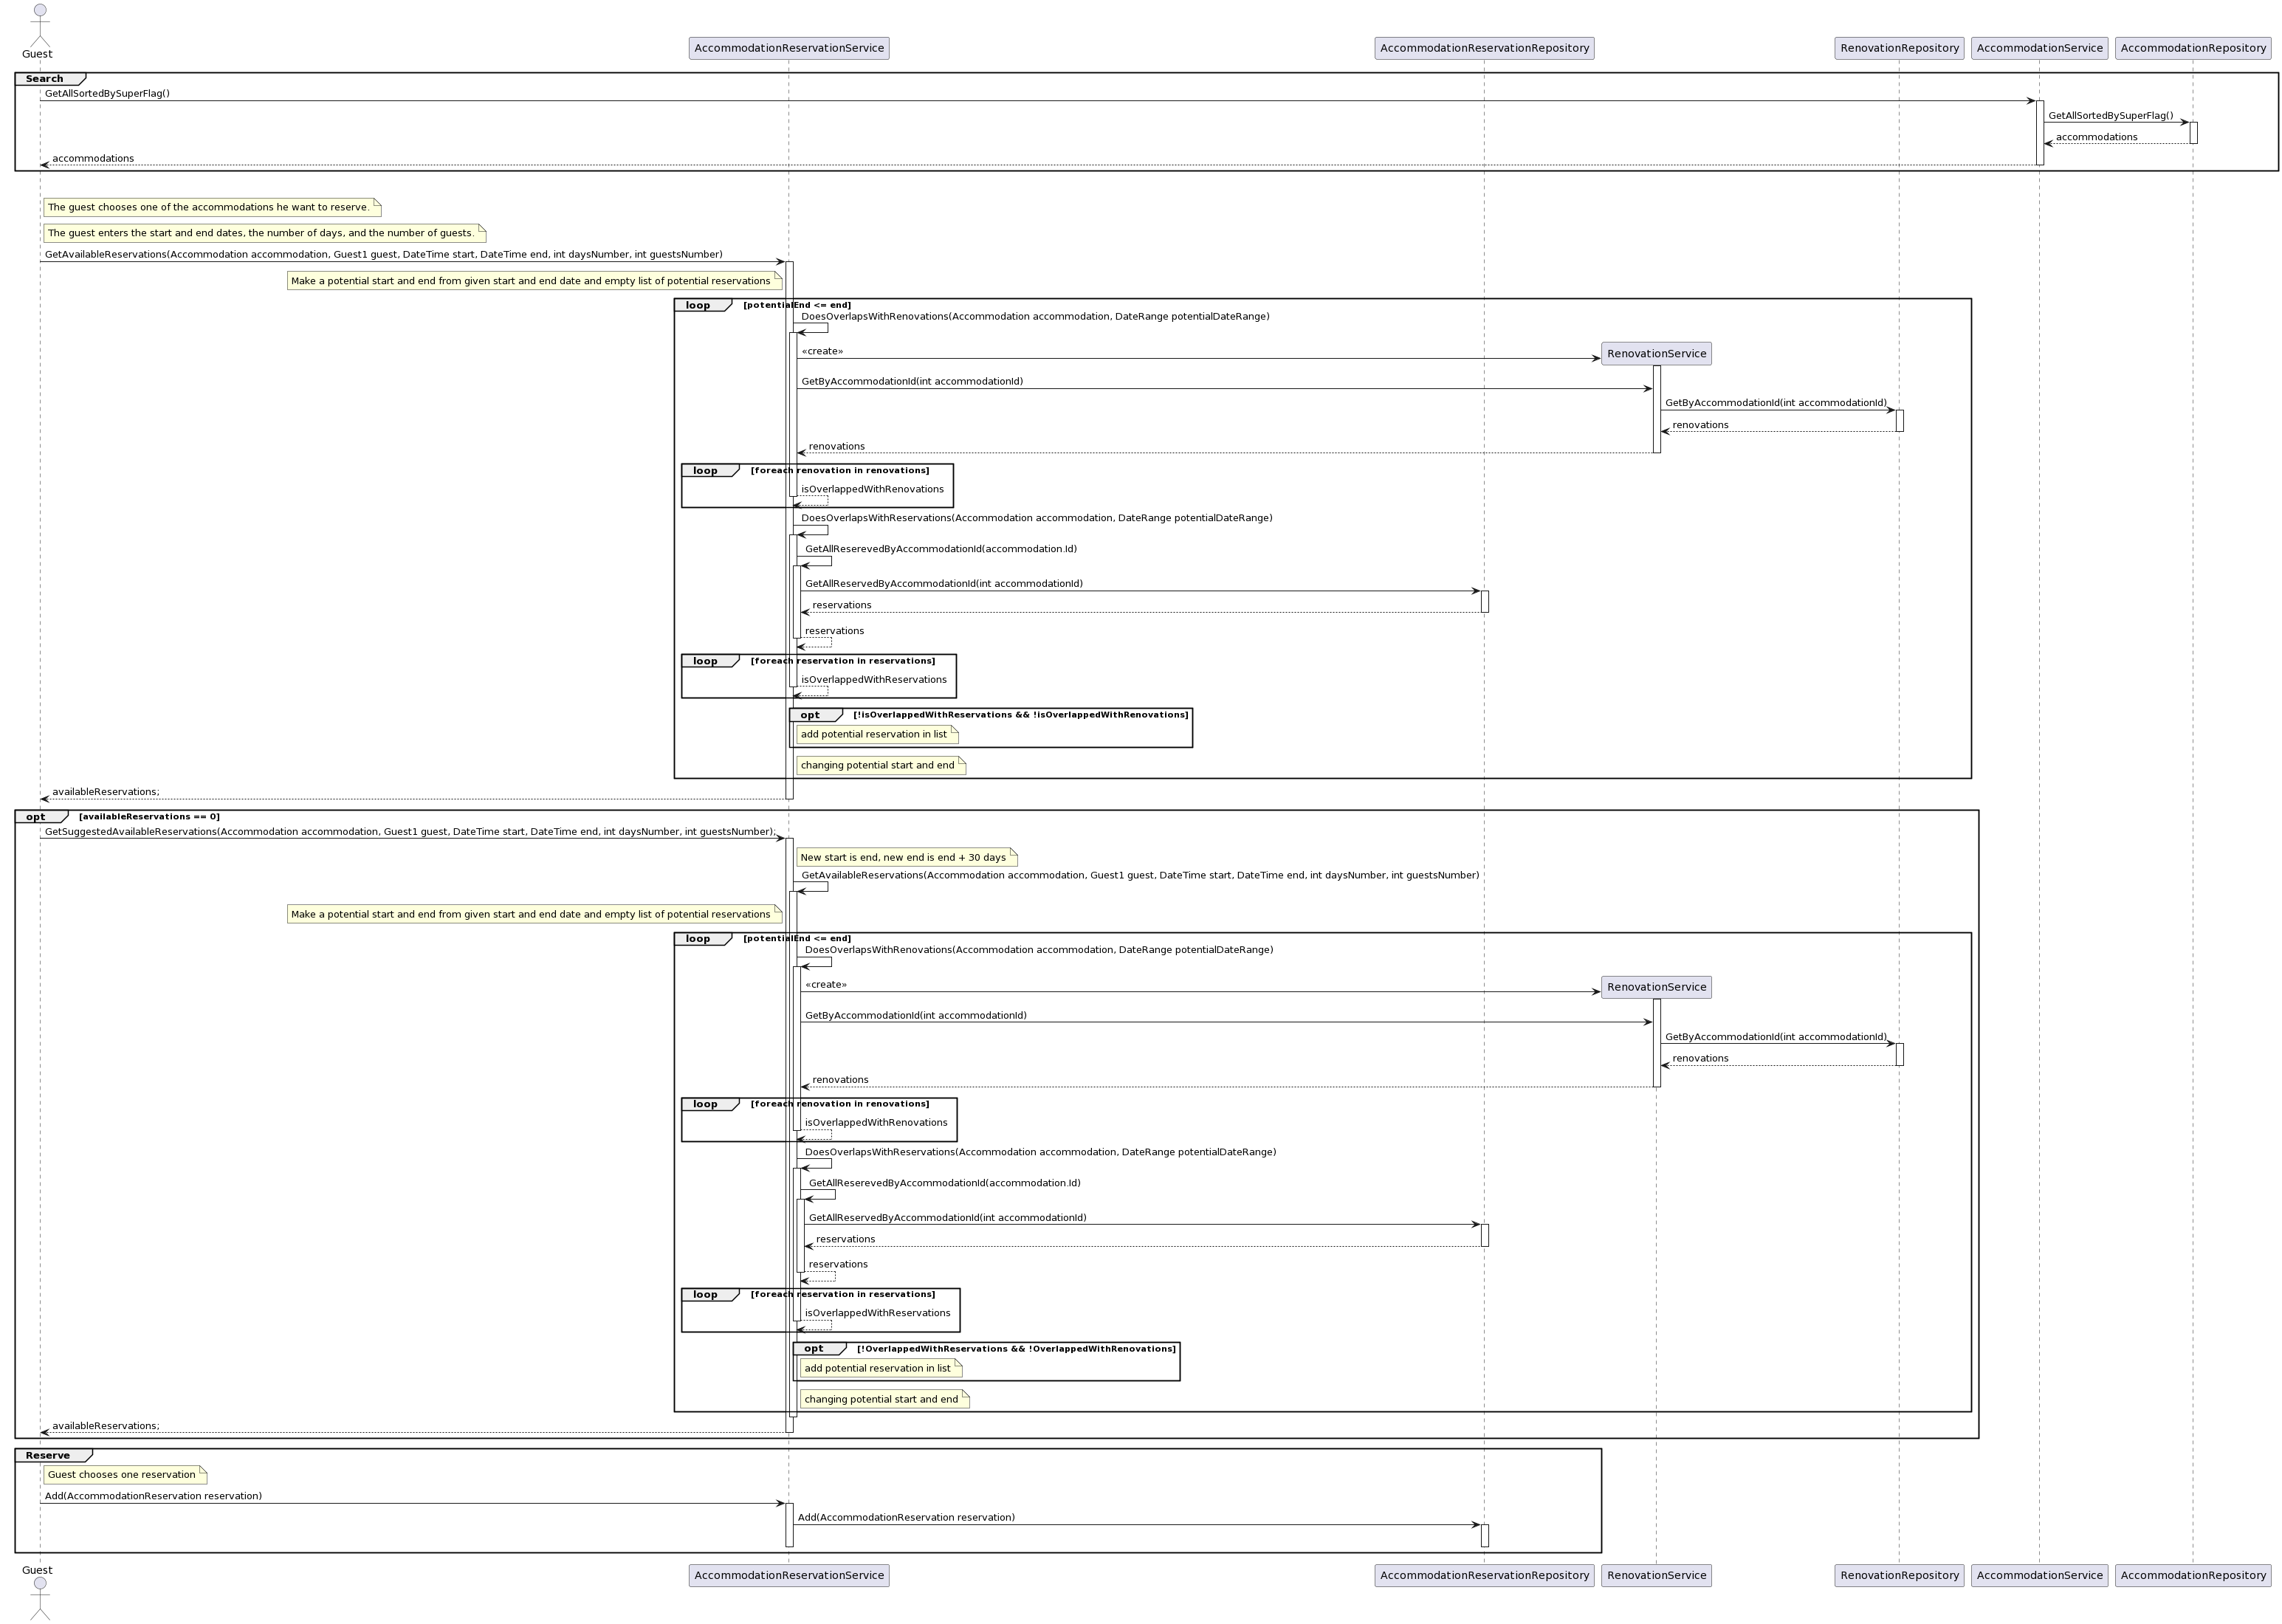 Guest
AccommodationReservationService
AccommodationReservationRepository
RenovationRepository
AccommodationService
AccommodationRepository
Search
GetAllSortedBySuperFlag()
GetAllSortedBySuperFlag()
accommodations
accommodations
The guest chooses one of the accommodations he want to reserve.
The guest enters the start and end dates, the number of days, and the number of guests.
GetAvailableReservations(Accommodation accommodation, Guest1 guest, DateTime start, DateTime end, int daysNumber, int guestsNumber)
Make a potential start and end from given start and end date and empty list of potential reservations
loop [potentialEnd <= end]
DoesOverlapsWithRenovations(Accommodation accommodation, DateRange potentialDateRange)
«create»
RenovationService
GetByAccommodationId(int accommodationId)
GetByAccommodationId(int accommodationId)
renovations
renovations
loop [foreach renovation in renovations]
isOverlappedWithRenovations
DoesOverlapsWithReservations(Accommodation accommodation, DateRange potentialDateRange)
GetAllReserevedByAccommodationId(accommodation.Id)
GetAllReservedByAccommodationId(int accommodationId)
reservations
reservations
loop [foreach reservation in reservations]
isOverlappedWithReservations
opt [!isOverlappedWithReservations && !isOverlappedWithRenovations]
add potential reservation in list
changing potential start and end
availableReservations;
opt [availableReservations == 0]
GetSuggestedAvailableReservations(Accommodation accommodation, Guest1 guest, DateTime start, DateTime end, int daysNumber, int guestsNumber);
New start is end, new end is end + 30 days
GetAvailableReservations(Accommodation accommodation, Guest1 guest, DateTime start, DateTime end, int daysNumber, int guestsNumber)
Make a potential start and end from given start and end date and empty list of potential reservations
loop [potentialEnd <= end]
DoesOverlapsWithRenovations(Accommodation accommodation, DateRange potentialDateRange)
«create»
RenovationService
GetByAccommodationId(int accommodationId)
GetByAccommodationId(int accommodationId)
renovations
renovations
loop [foreach renovation in renovations]
isOverlappedWithRenovations
DoesOverlapsWithReservations(Accommodation accommodation, DateRange potentialDateRange)
GetAllReserevedByAccommodationId(accommodation.Id)
GetAllReservedByAccommodationId(int accommodationId)
reservations
reservations
loop [foreach reservation in reservations]
isOverlappedWithReservations
opt [!OverlappedWithReservations && !OverlappedWithRenovations]
add potential reservation in list
changing potential start and end
availableReservations;
Reserve
Guest chooses one reservation
Add(AccommodationReservation reservation)
Add(AccommodationReservation reservation)
Guest
AccommodationReservationService
AccommodationReservationRepository
RenovationService
RenovationRepository
AccommodationService
AccommodationRepository